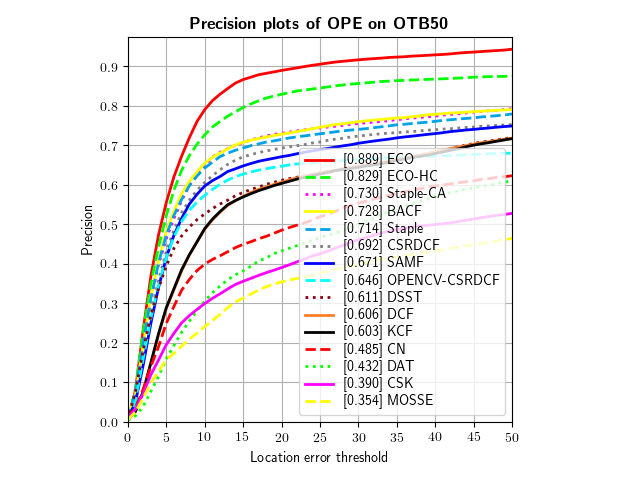 Precision plots of OPE on OTB50
Precision
0.9
0.8
0.7
0.6
0.5
0.4
0.3
0.2
0.1
0.0
[0.889] ECO
[0.829] ECO-HC
[0.730] Staple-CA
[0.728] BACF
[0.714] Staple
[0.692] CSRDCF
[0.671] SAMF
[0.646] OPENCV-CSRDCF
[0.611] DSST
[0.606] DCF
[0.603] KCF
[0.485] CN
[0.432] DAT
[0.390] CSK
[0.354] MOSSE
0 5 10 15 20 25 30 35 40 45 50
Location error threshold